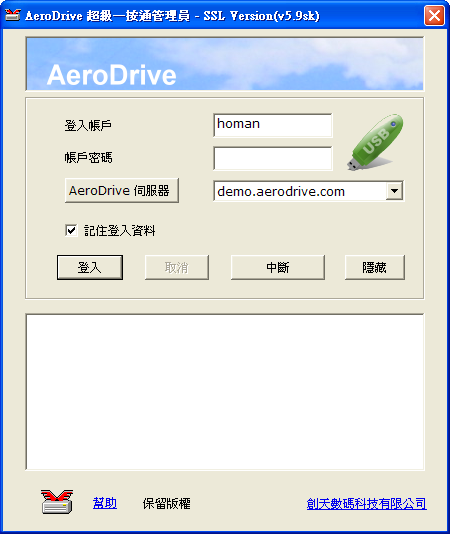 AeroDrive 超級一按通管理員 - SSL Version(v5.9sk)
AeroDrive
登入帳戶 homan
帳戶密碼
USB
AeroDrive 伺服器 demo.aerodrive.com
記住登入資料
登入 取消 中斷 隱藏
幫助 保留版權 創天數碼科技有限公司